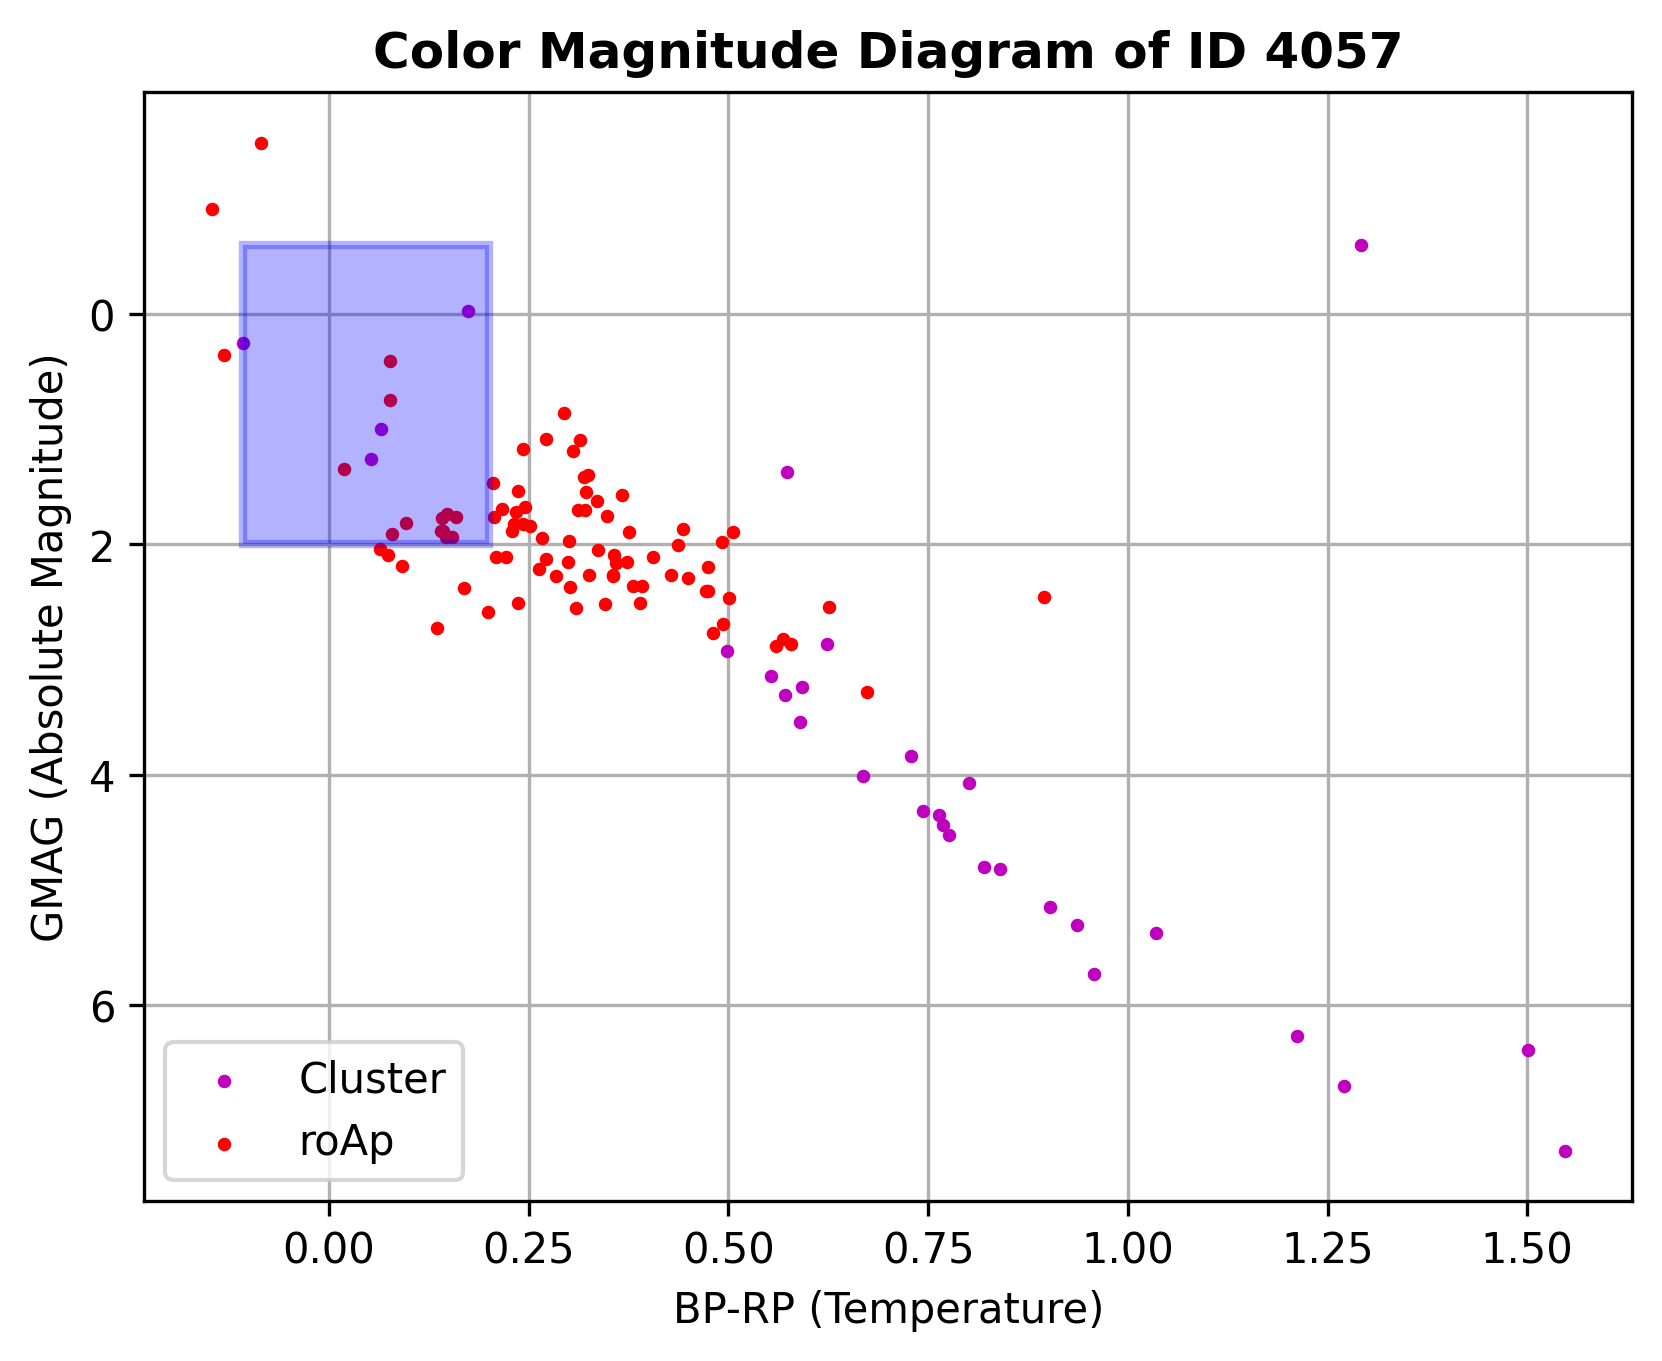 Color Magnitude Diagram of ID 4057
GMAG (Absolute Magnitude)
0
2
4
6
Cluster
roAp
0.00 0.25 0.50 0.75 1.00 1.25 1.50
BP-RP (Temperature)